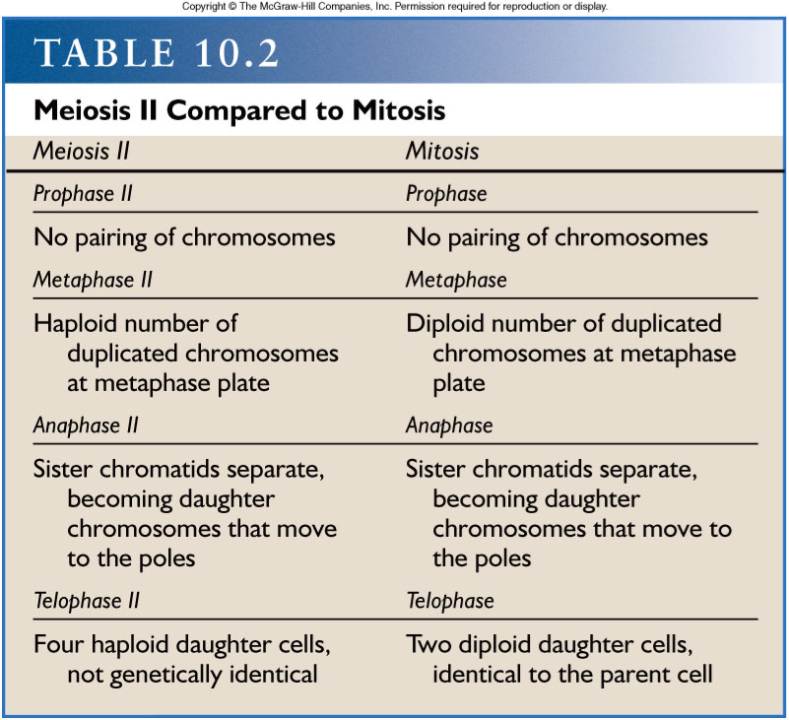 Copyright © The McGraw-Hill Companies, Inc. Permission required for reproduction or display.
TABLE 10.2
Meiosis II Compared to Mitosis
Meiosis II Mitosis
Prophase II Prophase
No pairing of chromosomes No pairing of chromosomes
Metaphase II Metaphase
Haploid number of Diploid number of duplicated
duplicated chromosomes chromosomes at metaphase
at metaphase plate plate
Anaphase II Anaphase
Sister chromatids separate, Sister chromatids separate,
becoming daughter becoming daughter
chromosomes that move chromosomes that move to
to the poles the poles
Telophase II Telophase
Four haploid daughter cells, Two diploid daughter cells,
not genetically identical identical to the parent cell